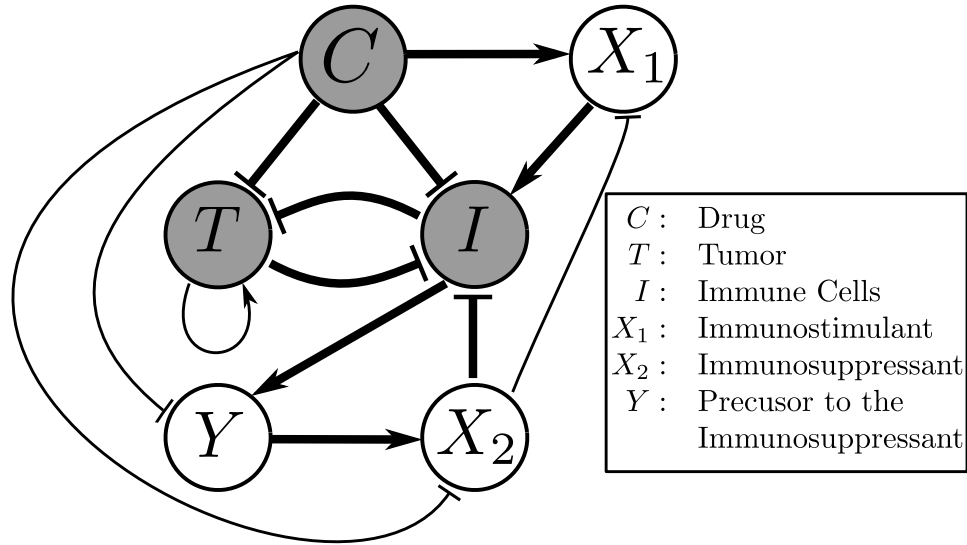 C
X₁
T
I
Y
X₂
C : Drug
T : Tumor
I : Immune Cells
X₁ : Immunostimulant
X₂ : Immunosuppressant
Y : Precusor to the
Immunosuppressant